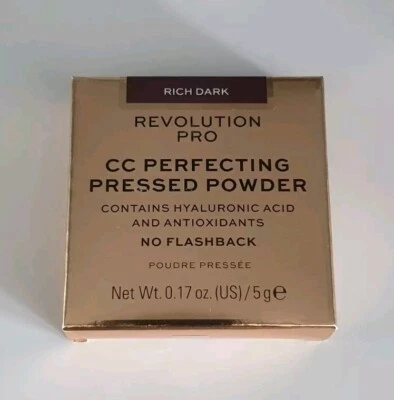 RICH DARK
REVOLUTION
PRO
CC PERFECTING
PRESSED POWDER
CONTAINS HYALURONIC ACID
AND ANTIOXIDANTS
NO FLASHBACK
POUDRE PRESSÉE
Net Wt. 0.17 oz. (US) / 5 g ℮